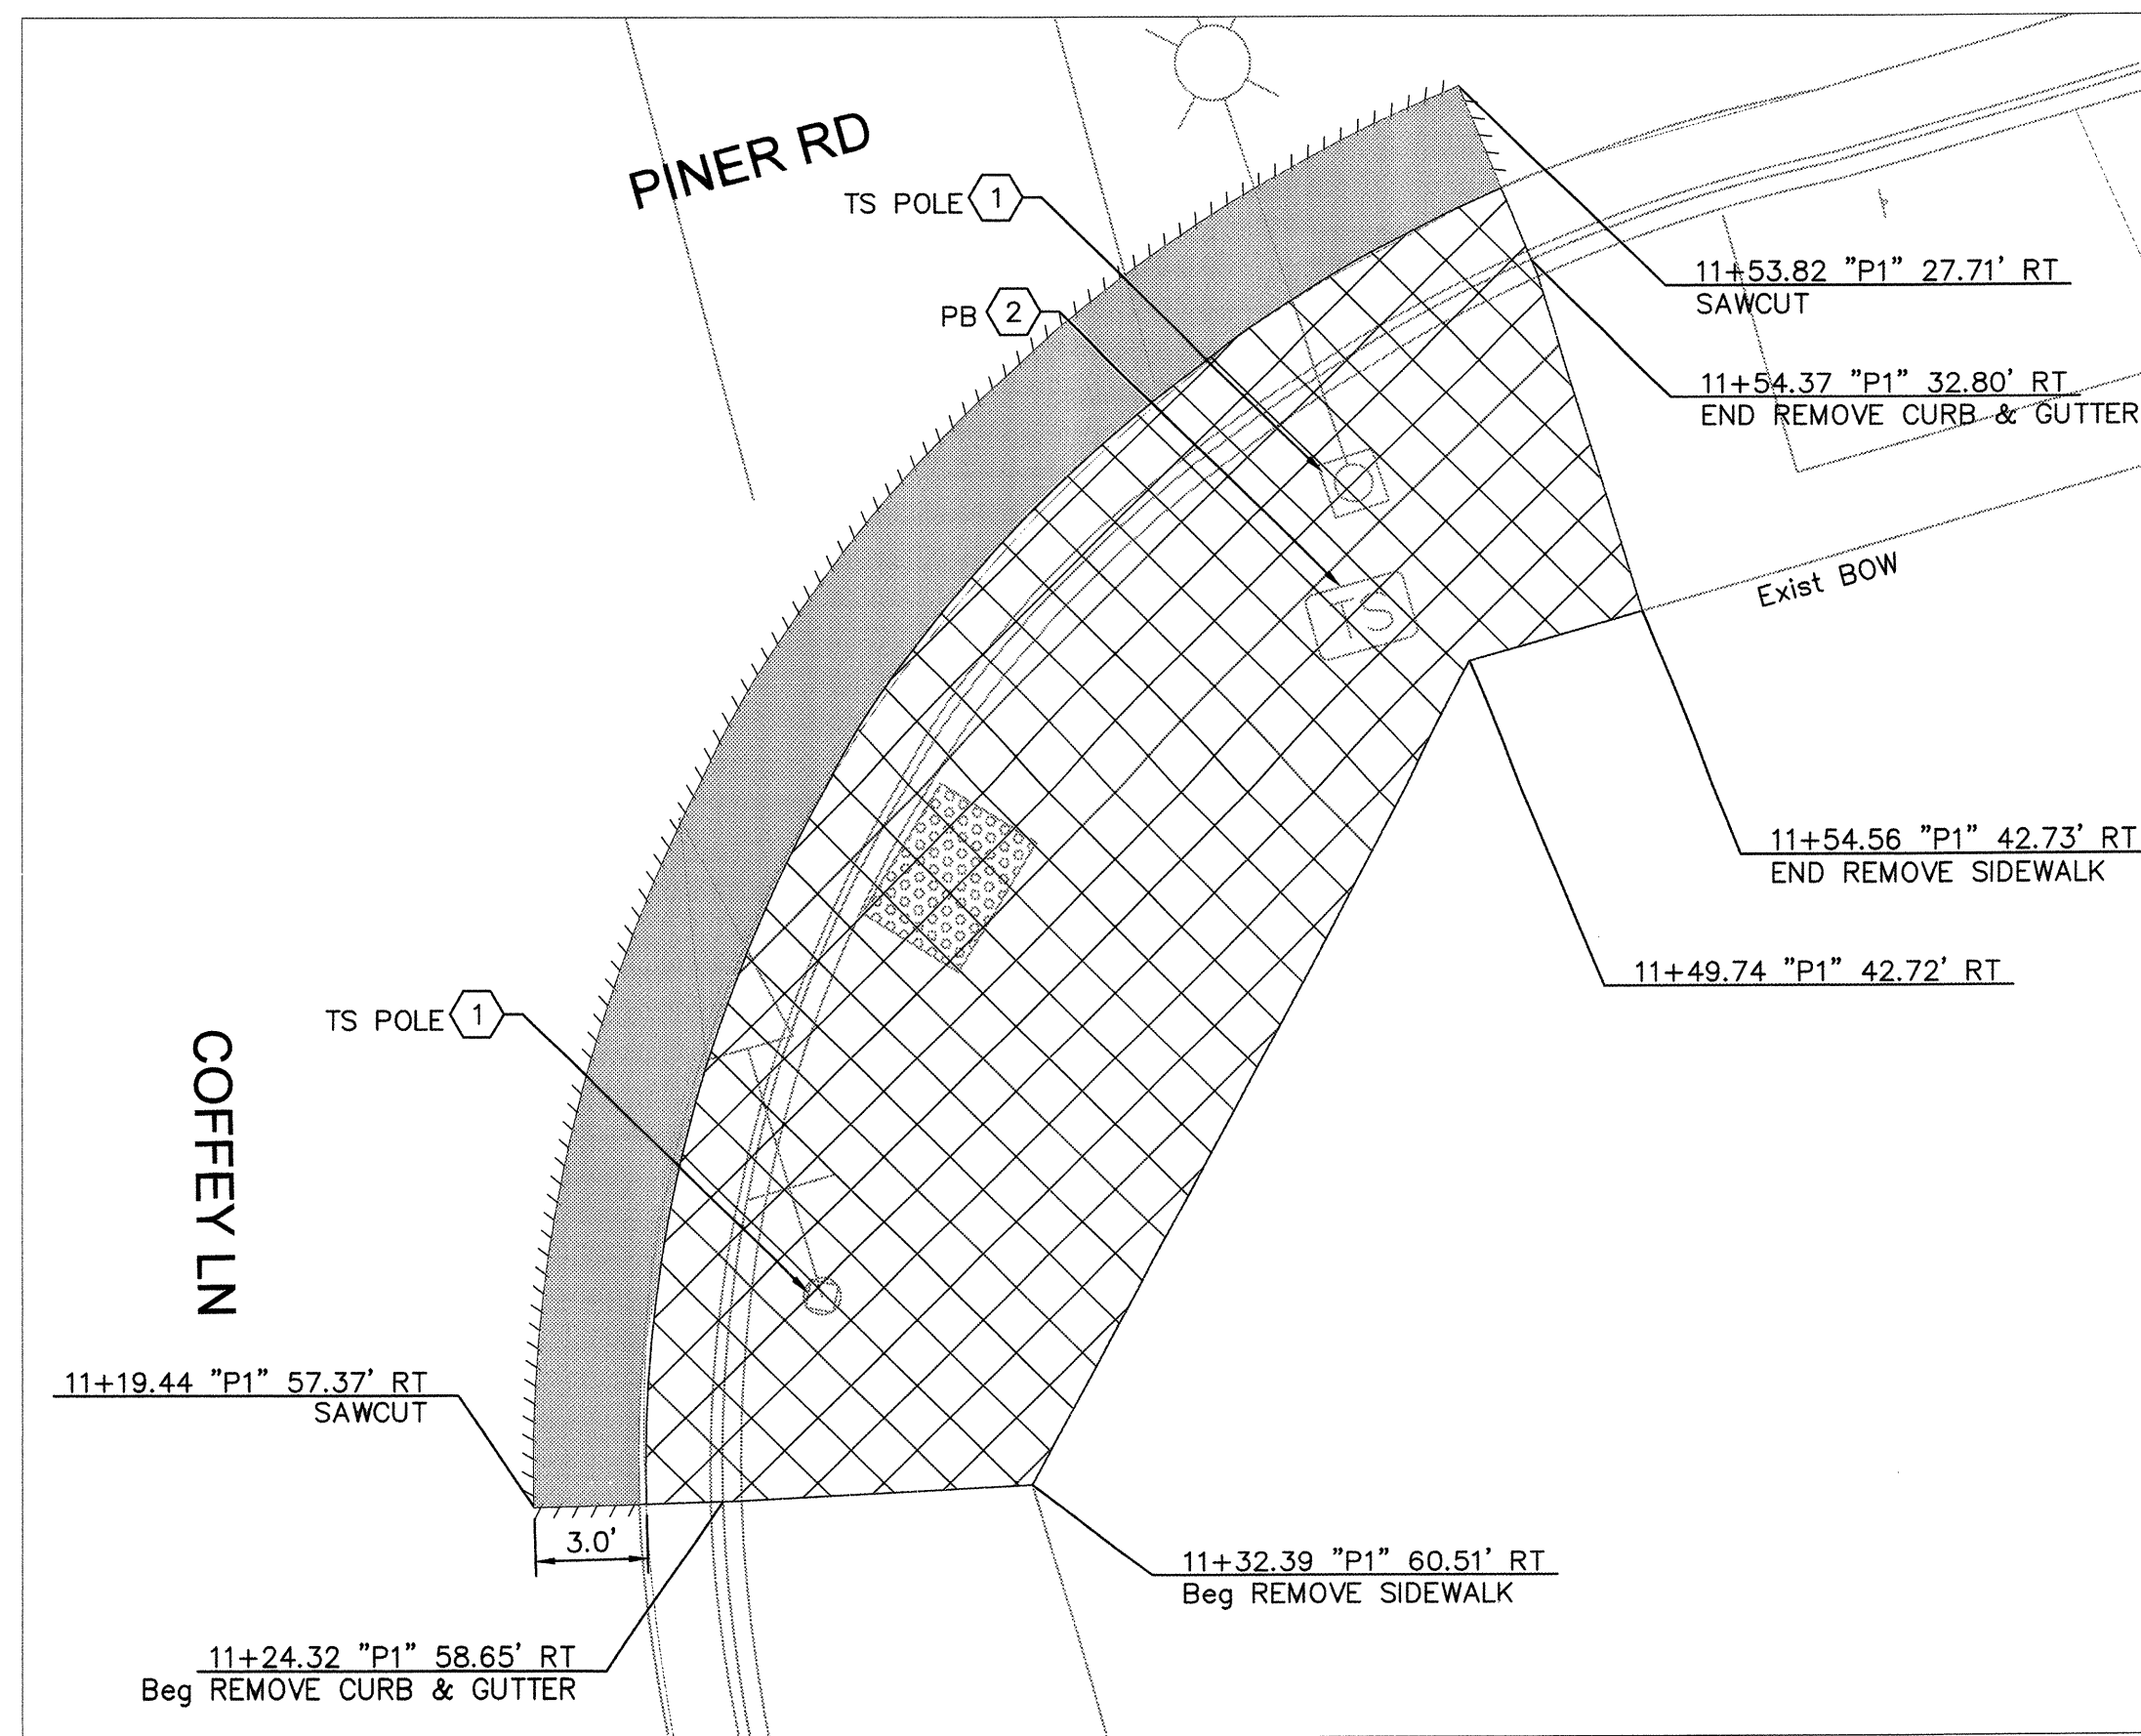 PINER RD
TS POLE 1
PB 2
11+53.82 "P1" 27.71' RT
SAWCUT
11+54.37 "P1" 32.80' RT
END REMOVE CURB & GUTTER
TS
Exist BOW
11+54.56 "P1" 42.73' RT
END REMOVE SIDEWALK
11+49.74 "P1" 42.72' RT
TS POLE 1
COFFEY LN
11+19.44 "P1" 57.37' RT
SAWCUT
3.0'
11+32.39 "P1" 60.51' RT
Beg REMOVE SIDEWALK
11+24.32 "P1" 58.65' RT
Beg REMOVE CURB & GUTTER